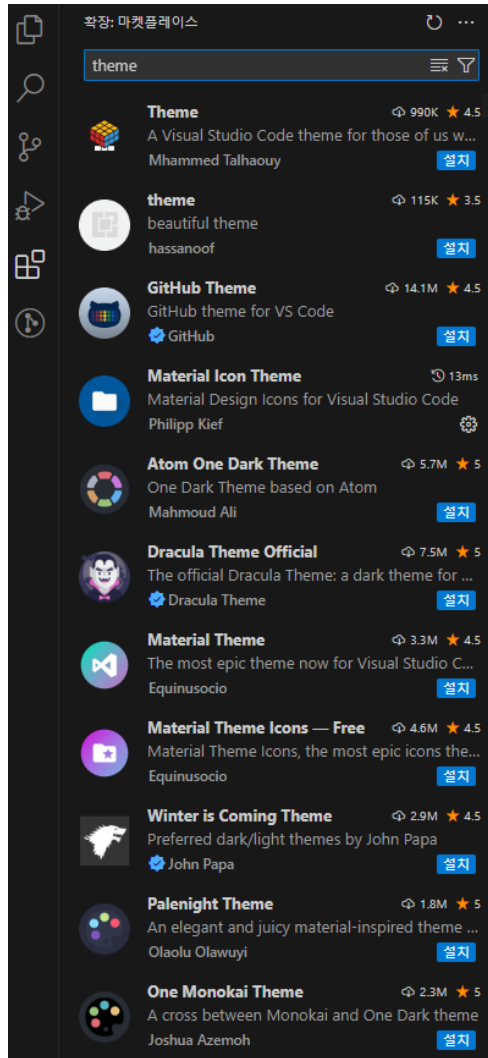 확장: 마켓플레이스
theme
Theme 990K 4.5
A Visual Studio Code theme for those of us w...
Mhammed Talhaouy 설치
theme 115K 3.5
beautiful theme
hassanoof 설치
GitHub Theme 14.1M 4.5
GitHub theme for VS Code
GitHub 설치
Material Icon Theme 13ms
Material Design Icons for Visual Studio Code
Philipp Kief
Atom One Dark Theme 5.7M 5
One Dark Theme based on Atom
Mahmoud Ali 설치
Dracula Theme Official 7.5M 5
The official Dracula Theme: a dark theme for ...
Dracula Theme 설치
Material Theme 3.3M 4.5
The most epic theme now for Visual Studio C...
Equinusocio 설치
Material Theme Icons — Free 4.6M 4.5
Material Theme Icons, the most epic icons the...
Equinusocio 설치
Winter is Coming Theme 2.9M 4.5
Preferred dark/light themes by John Papa
John Papa 설치
Palenight Theme 1.8M 5
An elegant and juicy material-inspired theme ...
Olaolu Olawuyi 설치
One Monokai Theme 2.3M 5
A cross between Monokai and One Dark theme
Joshua Azemoh 설치